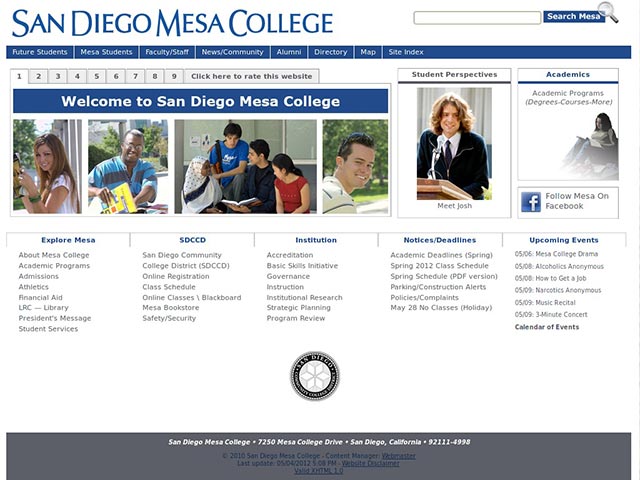 SAN DIEGO MESA COLLEGE
Search Mesa
Future Students Mesa Students Faculty/Staff News/Community Alumni Directory Map Site Index
1 2 3 4 5 6 7 8 9 Click here to rate this website
Welcome to San Diego Mesa College
Student Perspectives
Meet Josh
Academics
Academic Programs
(Degrees-Courses-More)
Follow Mesa On
Facebook
Explore Mesa
About Mesa College
Academic Programs
Admissions
Athletics
Financial Aid
LRC — Library
President's Message
Student Services
SDCCD
San Diego Community
College District (SDCCD)
Online Registration
Class Schedule
Online Classes \ Blackboard
Mesa Bookstore
Safety/Security
Institution
Accreditation
Basic Skills Initiative
Governance
Instruction
Institutional Research
Strategic Planning
Program Review
Notices/Deadlines
Academic Deadlines (Spring)
Spring 2012 Class Schedule
Spring Schedule (PDF version)
Parking/Construction Alerts
Policies/Complaints
May 28 No Classes (Holiday)
Upcoming Events
05/06: Mesa College Drama
05/08: Alcoholics Anonymous
05/08: How to Get a Job
05/09: Narcotics Anonymous
05/09: Music Recital
05/09: 3-Minute Concert
Calendar of Events
SAN DIEGO
COMMUNITY COLLEGE
San Diego Mesa College • 7250 Mesa College Drive • San Diego, California • 92111-4998
© 2010 San Diego Mesa College - Content Manager: Webmaster
Last update: 05/04/2012 5:08 PM - Website Disclaimer
Valid XHTML 1.0